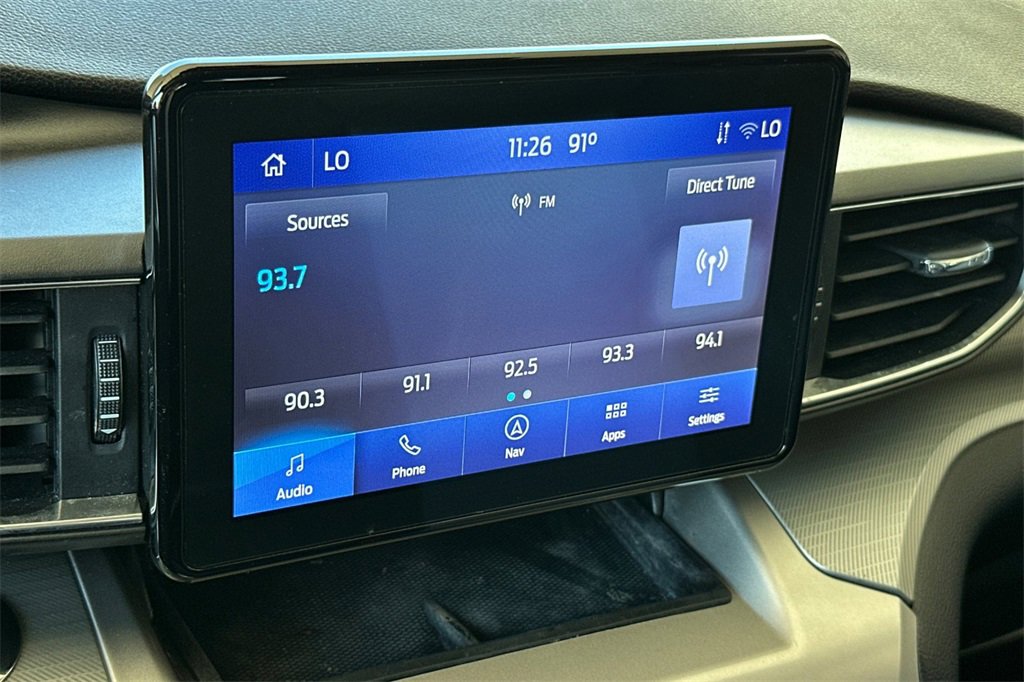 LO 11:26 91° LO
Sources FM Direct Tune
93.7
90.3 91.1 92.5 93.3 94.1
Audio Phone Nav Apps Settings